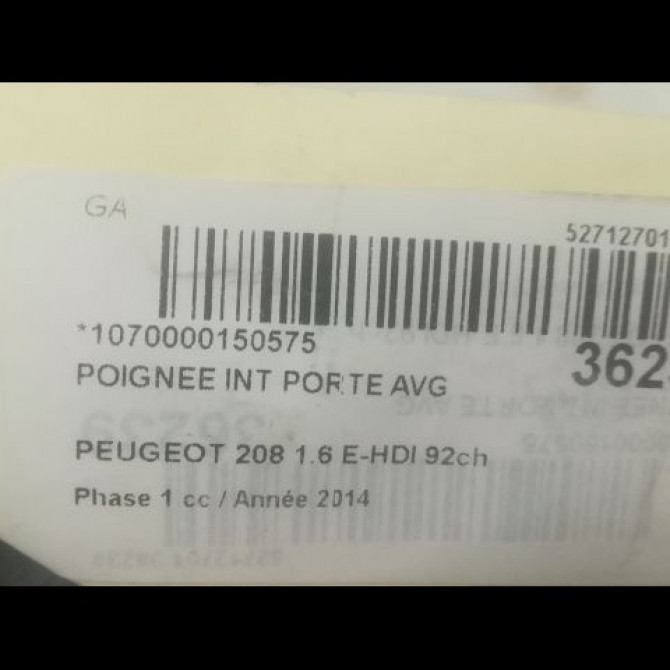 GA
52712701
*1070000150575
362
POIGNEE INT PORTE AVG
PEUGEOT 208 1.6 E-HDI 92ch
Phase 1 cc / Année 2014